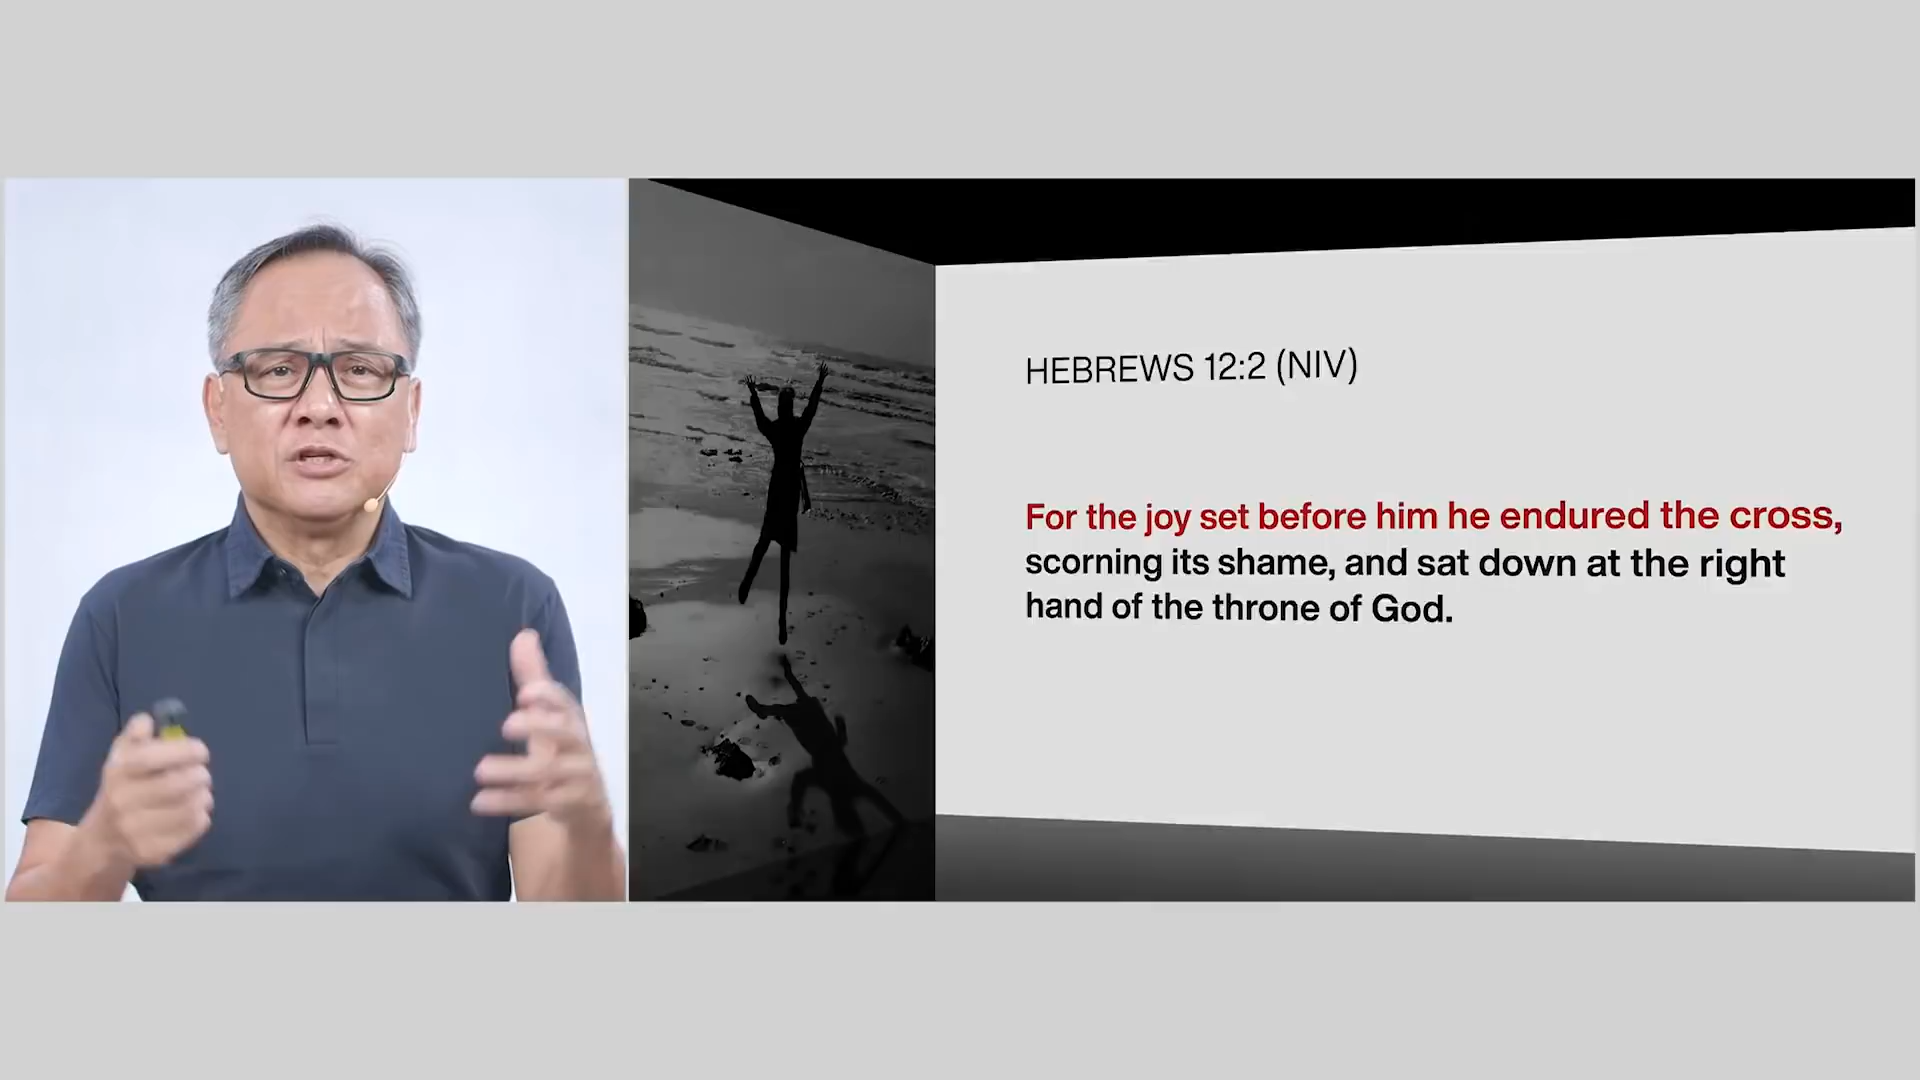 HEBREWS 12:2 (NIV)
For the joy set before him he endured the cross,
scorning its shame, and sat down at the right
hand of the throne of God.